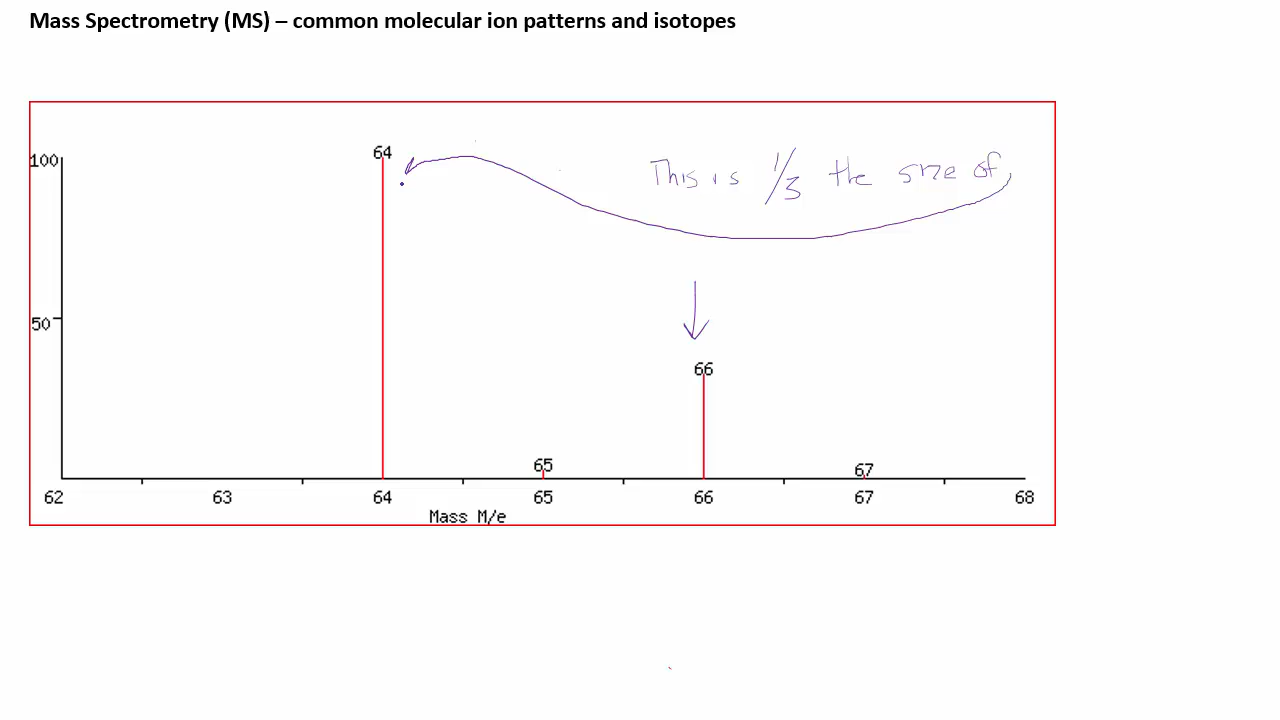 Mass Spectrometry (MS) – common molecular ion patterns and isotopes
100
64
This is 1/3 the size of
50
66
65
67
62 63 64 65 66 67 68
Mass M/e